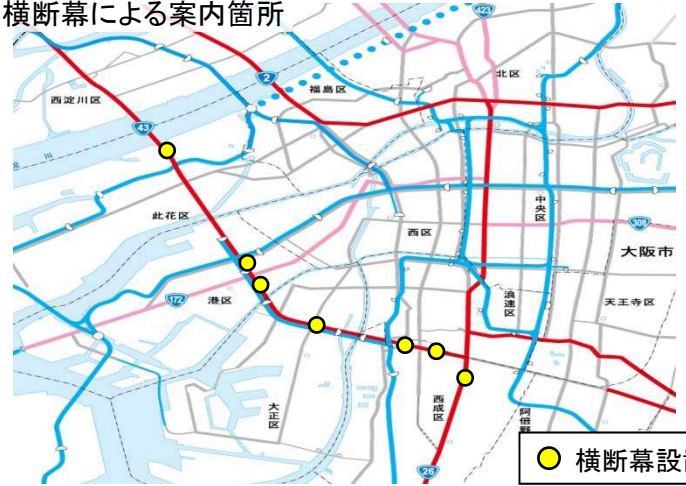 横断幕による案内箇所
423
北区
2
福島区
西淀川区
43
川
此花区
中央区
西区
308
大阪市
172
港区
浪速区
天王寺区
大正区
西成区
阿倍野
26
横断幕設